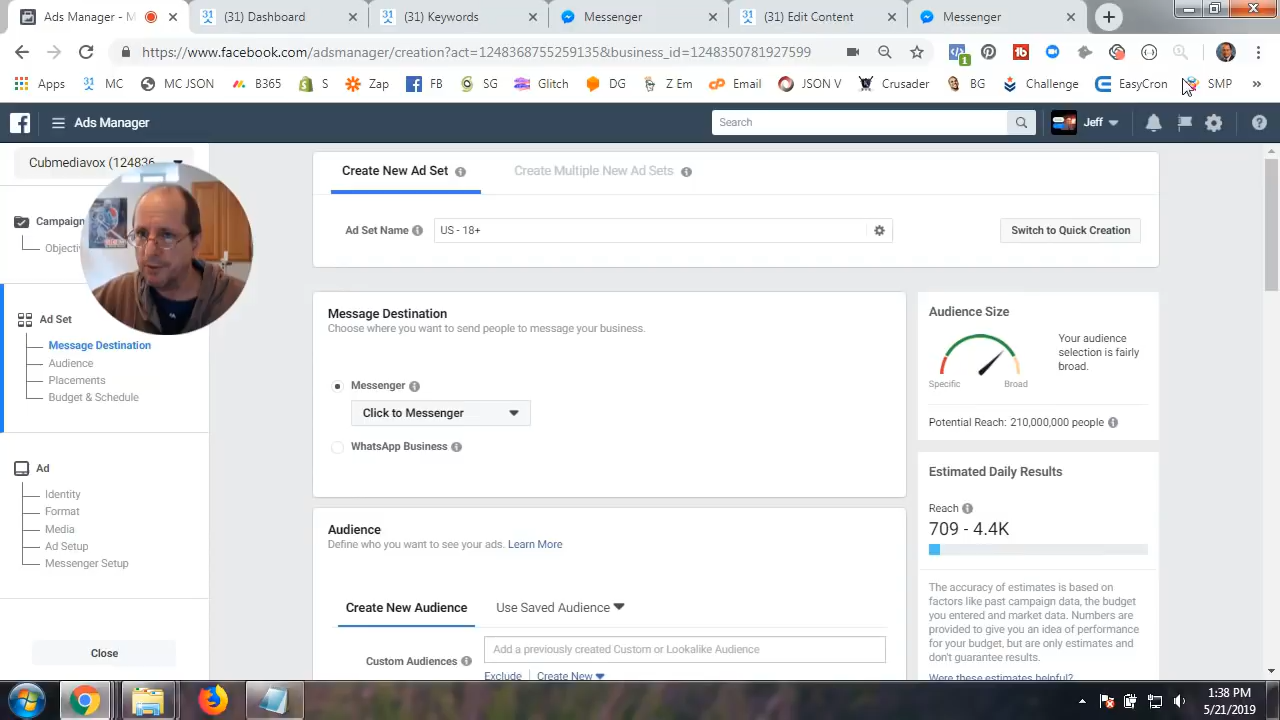 Ads Manager -
(31) Dashboard
(31) Keywords
Messenger
(31) Edit Content
Messenger
https://www.facebook.com/adsmanager/creation?act=1248368755259135&business_id=1248350781927599
Apps
MC
MC JSON
B365
S
Zap
FB
SG
Glitch
DG
Z Em
Email
JSON V
Crusader
BG
Challenge
EasyCron
SMP
»
Ads Manager
Search
Jeff
Cubmediavox (124836
Campaign
Objecti
Ad Set
Message Destination
Audience
Placements
Budget & Schedule
Ad
Identity
Format
Media
Ad Setup
Messenger Setup
Close
Create New Ad Set
Create Multiple New Ad Sets
Ad Set Name
US - 18+
Switch to Quick Creation
Message Destination
Choose where you want to send people to message your business.
Messenger
Click to Messenger
WhatsApp Business
Audience
Define who you want to see your ads. Learn More
Create New Audience
Use Saved Audience
Custom Audiences
Add a previously created Custom or Lookalike Audience
Exclude
Create New
Audience Size
Your audience
selection is fairly
broad.
Specific
Broad
Potential Reach: 210,000,000 people
Estimated Daily Results
Reach
709 - 4.4K
The accuracy of estimates is based on
factors like past campaign data, the budget
you entered and market data. Numbers are
provided to give you an idea of performance
for your budget, but are only estimates and
don't guarantee results.
Were these estimates helpful?
1:38 PM
5/21/2019